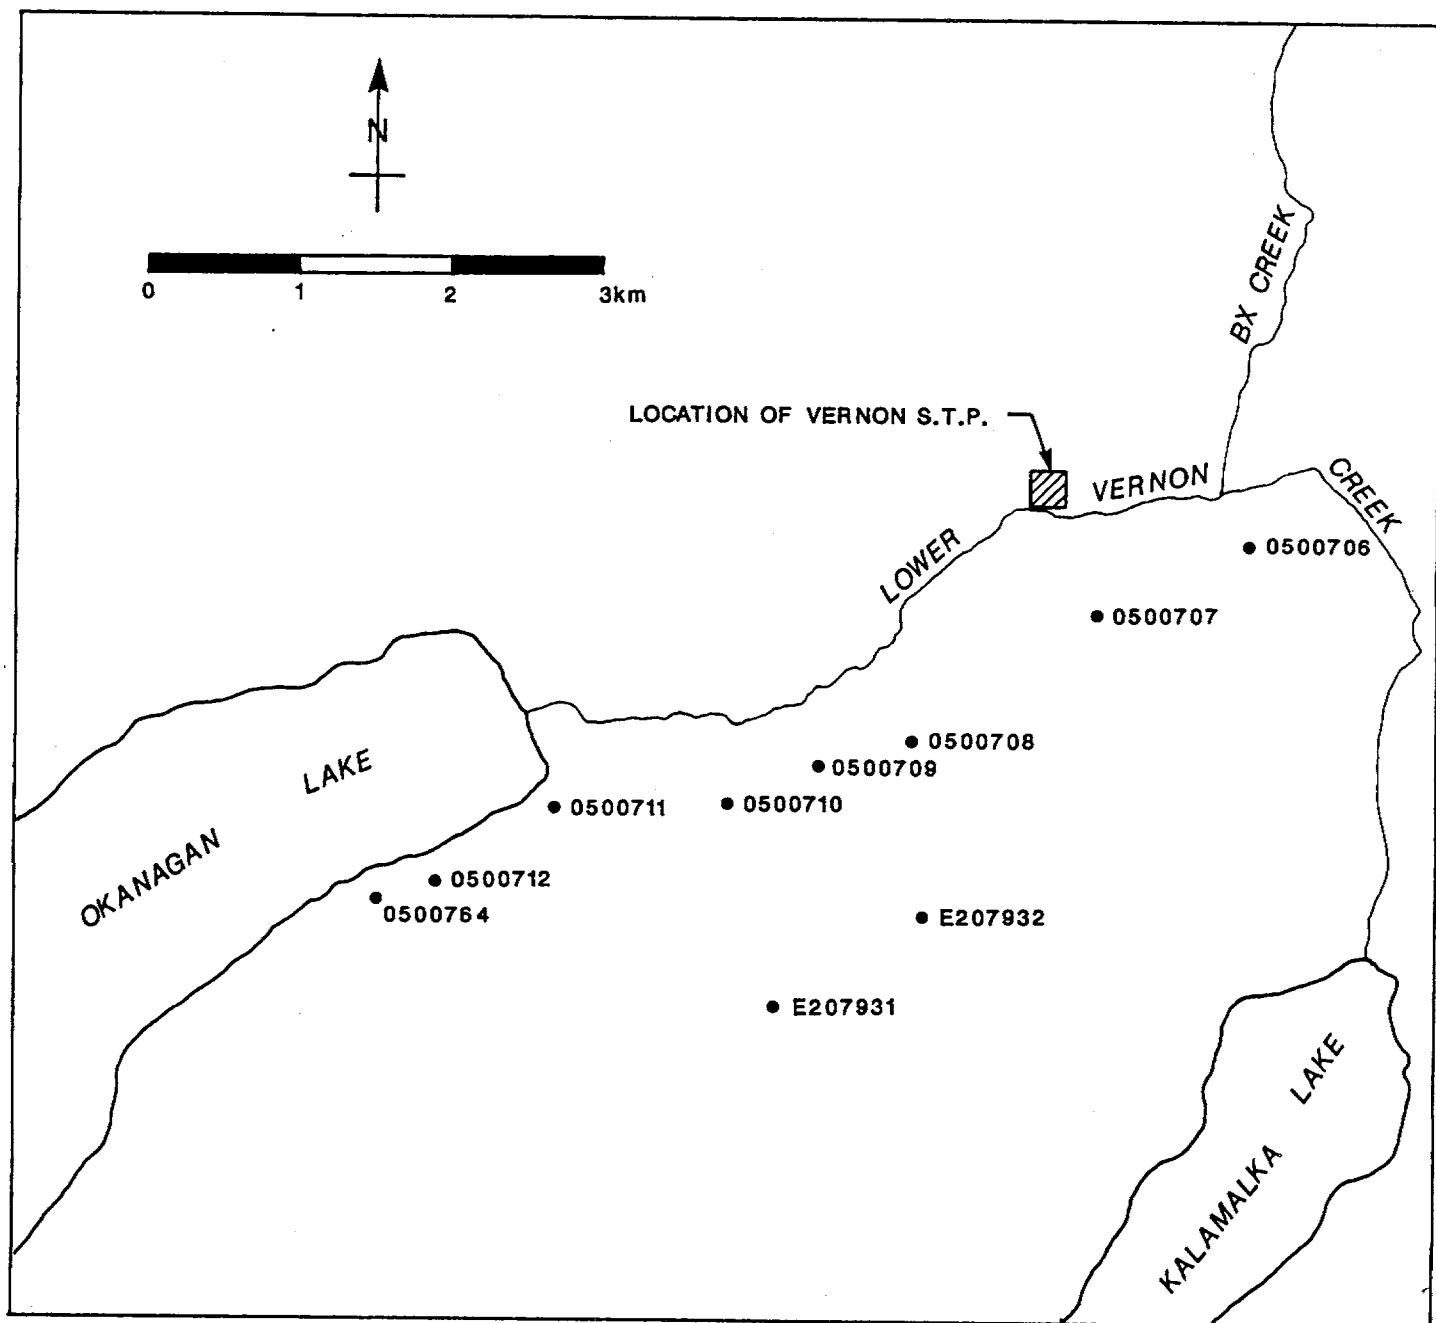 N
0 1 2 3km
BX CREEK
LOCATION OF VERNON S.T.P.
LOWER VERNON CREEK
0500706
0500707
0500708
0500709
0500710
0500711
0500712
0500764
E207932
E207931
OKANAGAN LAKE
KALAMALKA LAKE